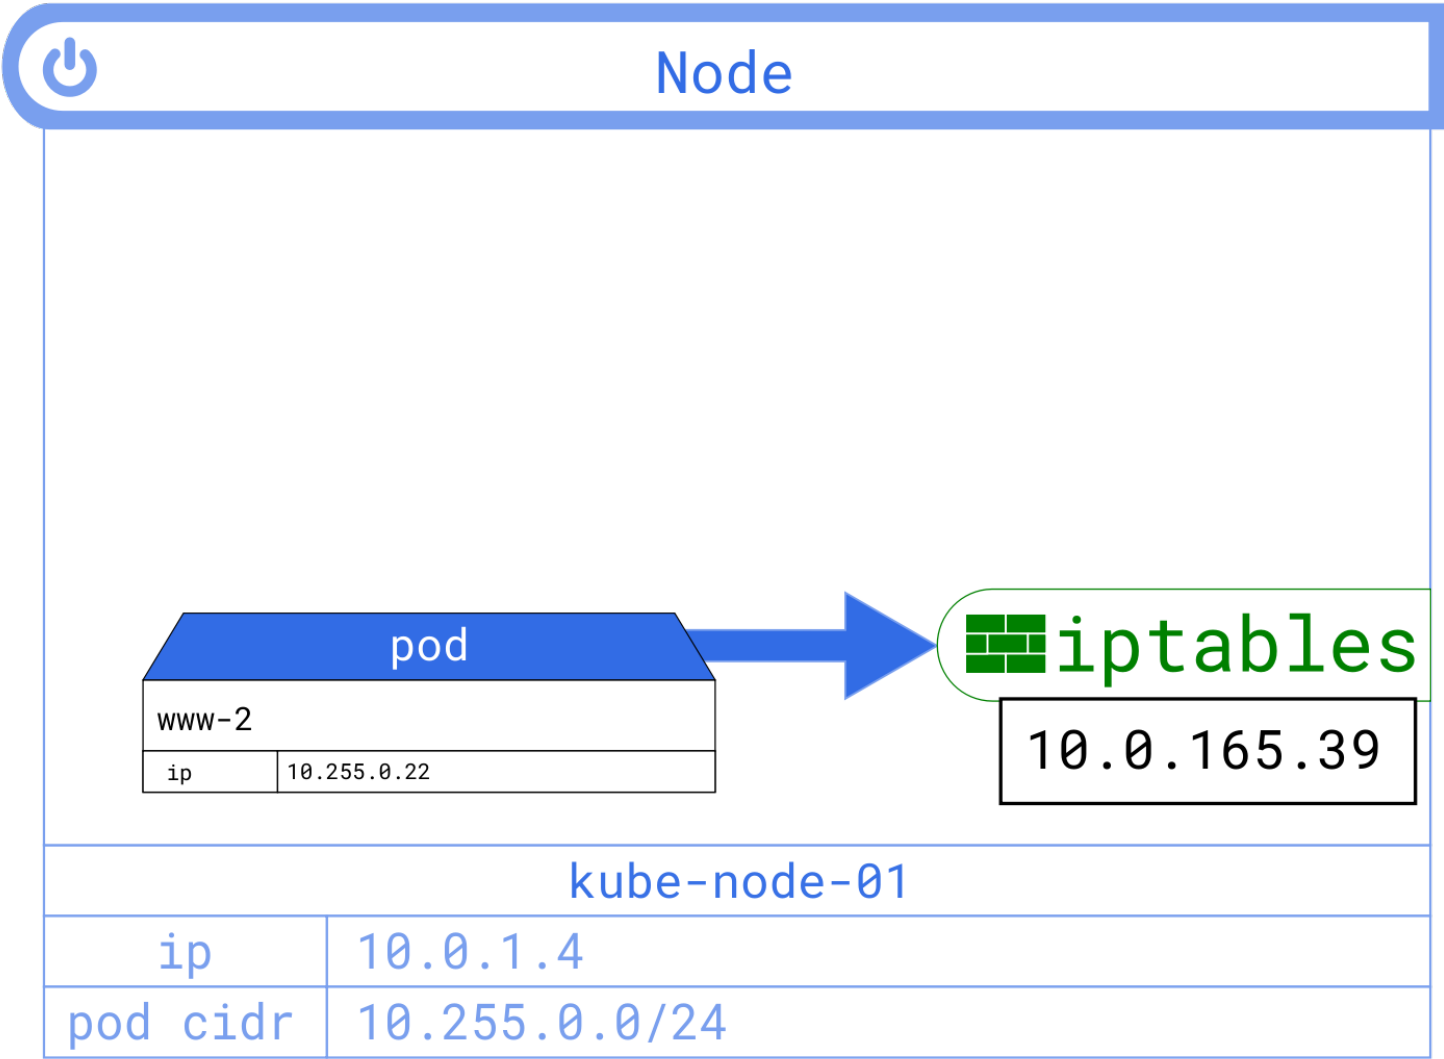 Node
pod
www-2
ip 10.255.0.22
iptables
10.0.165.39
kube-node-01
ip 10.0.1.4
pod cidr 10.255.0.0/24